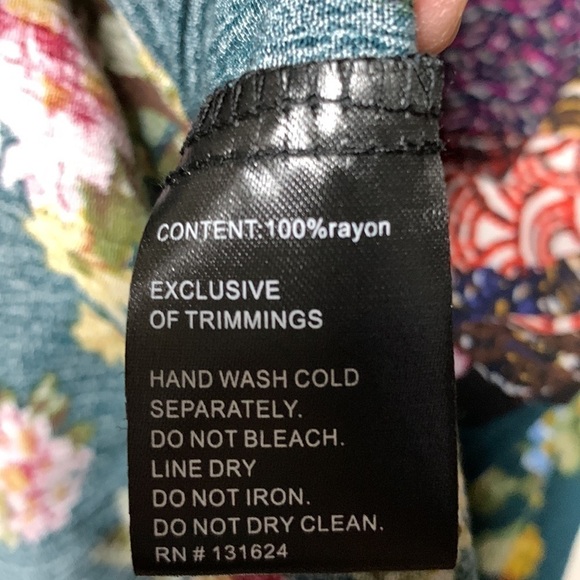 CONTENT:100%rayon
EXCLUSIVE
OF TRIMMINGS
HAND WASH COLD
SEPARATELY.
DO NOT BLEACH.
LINE DRY
DO NOT IRON.
DO NOT DRY CLEAN.
RN # 131624